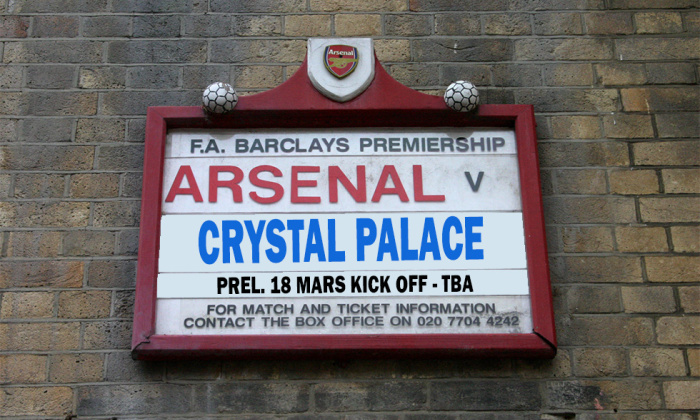 Arsenal
F.A. BARCLAYS PREMIERSHIP
ARSENAL V
CRYSTAL PALACE
PREL. 18 MARS KICK OFF - TBA
FOR MATCH AND TICKET INFORMATION
CONTACT THE BOX OFFICE ON 020 7704 4242